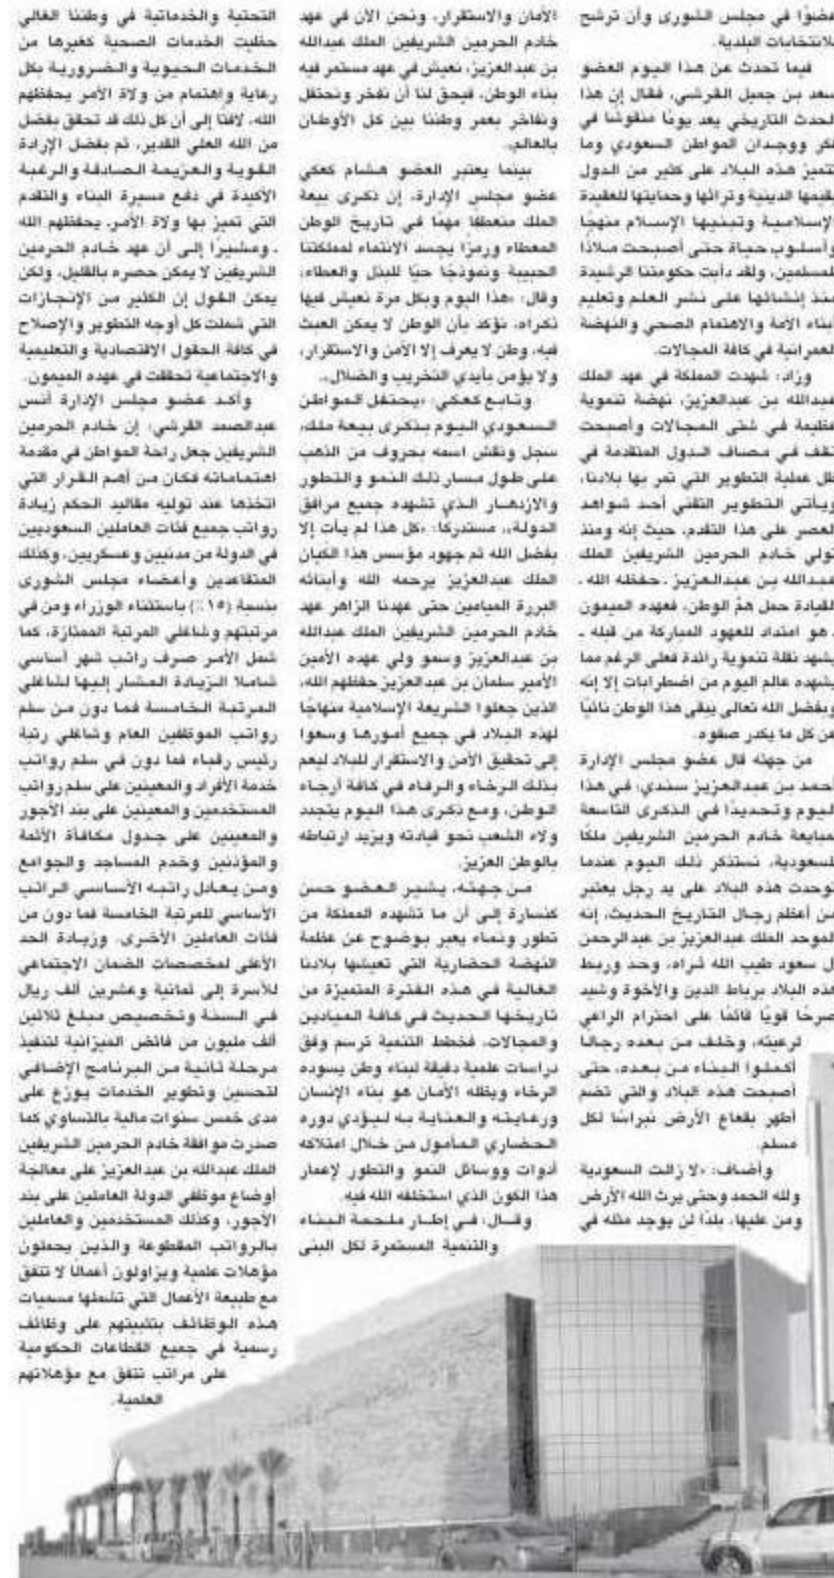 عضوًا في مجلس الشورى وأن ترشح
للانتخابات البلدية.
فيما تحدث عن هذا اليوم العضو
سعد بن جميل القرشي، فقال إن هذا
الحدث التاريخي يعد يومًا منقوشًا في
فكر ووجدان المواطن السعودي وما
تتميز هذه البلاد على كثير من الدول
بقيمها الدينية وتراثها وحمايتها للعقيدة
الإسلامية وتبنيها الإسلام منهجًا
وأسلوب حياة حتى أصبحت ملاذا
للمسلمين، ولقد دأبت حكومتنا الرشيدة
منذ إنشائها على نشر العلم وتعليم
أبناء الأمة والاهتمام الصحي والنهضة
العمرانية في كافة المجالات.
وزاد: شهدت المملكة في عهد الملك
عبدالله بن عبدالعزيز، نهضة تنموية
عظيمة في شتى المجالات وأصبحت
تقف في مصاف الدول المتقدمة في
ظل عملية التطوير التي تمر بها بلادنا،
ويأتي التطوير التقني أحد شواهد
العصر على هذا التقدم، حيث إنه ومنذ
تولي خادم الحرمين الشريفين الملك
عبدالله بن عبدالعزيز ـ حفظه الله ـ
القيادة حمل همّ الوطن، فعهده الميمون
ـ هو امتداد للعهود المباركة من قبله ـ
يشهد نقلة تنموية رائدة فعلى الرغم مما
يشهده عالم اليوم من اضطرابات إلا إنه
وبفضل الله تعالى يبقى هذا الوطن نائيًا
عن كل ما يكدر صفوه.
من جهته قال عضو مجلس الإدارة
أحمد بن عبدالعزيز سندي: في هذا
اليوم وتحديدًا في الذكرى التاسعة
لمبايعة خادم الحرمين الشريفين ملكًا
للسعودية، نستذكر ذلك اليوم عندما
توحدت هذه البلاد على يد رجل يعتبر
من أعظم رجال التاريخ الحديث، إنه
الموحد الملك عبدالعزيز بن عبدالرحمن
آل سعود طيب الله ثراه، وحد وربط
هذه البلاد برباط الدين والأخوة وشيد
صرحًا قويًا قائمًا على احترام الراعي
لرعيته، وخلف من بعده رجالا
أكملوا البناء من بعده، حتى
أصبحت هذه البلاد والتي تضم
أطهر بقاع الأرض نبراسًا لكل
مسلم.
وأضاف: «لا زالت السعودية
ولله الحمد وحتى يرث الله الأرض
ومن عليها، بلدًا لن يوجد مثله في
الأمان والاستقرار، ونحن الآن في عهد
خادم الحرمين الشريفين الملك عبدالله
بن عبدالعزيز، نعيش في عهد مستمر فيه
بناء الوطن، فيحق لنا أن نفخر ونحتفل
ونفاخر بعمر وطننا بين كل الأوطان
بالعالم».
بينما يعتبر العضو هشام كعكي
عضو مجلس الإدارة، إن ذكرى بيعة
الملك منعطفًا مهمًا في تاريخ الوطن
المعطاء ورمزًا يجسد الانتماء لمملكتنا
الحبيبة ونموذجًا حيًا للبذل والعطاء،
وقال: «هذا اليوم وبكل مرة نعيش فيها
ذكراه، نؤكد بأن الوطن لا يمكن العبث
فيه، وطن لا يعرف إلا الأمن والاستقرار،
ولا يؤمن بأيدي التخريب والضلال».
وتابع كعكي: «يحتفل المواطن
السعودي اليوم بذكرى بيعة ملك،
سجل ونقش اسمه بحروف من الذهب
على طول مسار ذلك النمو والتطور
والازدهار الذي تشهده جميع مرافق
الدولة»، مستدركًا: «كل هذا لم يأت إلا
بفضل الله ثم جهود مؤسس هذا الكيان
الملك عبدالعزيز يرحمه الله وأبنائه
البررة الميامين حتى عهدنا الزاهر عهد
خادم الحرمين الشريفين الملك عبدالله
بن عبدالعزيز وسمو ولي عهده الأمين
الأمير سلمان بن عبدالعزيز حفظهم الله،
الذين جعلوا الشريعة الإسلامية منهاجًا
لهذه البلاد في جميع أمورها وسعوا
إلى تحقيق الأمن والاستقرار للبلاد ليعم
بذلك الرخاء والرفاه في كافة أرجاء
الوطن، ومع ذكرى هذا اليوم يتجدد
ولاء الشعب نحو قيادته ويزيد ارتباطه
بالوطن العزيز.
من جهته، يشير العضو حسن
كنسارة إلى أن ما تشهده المملكة من
تطور ونماء يعبر بوضوح عن عظمة
النهضة الحضارية التي تعيشها بلادنا
الغالية في هذه الفترة المتميزة من
تاريخها الحديث في كافة الميادين
والمجالات، فخطط التنمية ترسم وفق
دراسات علمية دقيقة لبناء وطن يسوده
الرخاء ويظله الأمان هو بناء الإنسان
ورعايته والعناية به ليؤدي دوره
الحضاري المأمول من خلال امتلاكه
أدوات ووسائل النمو والتطور لإعمار
هذا الكون الذي استخلفه الله فيه.
وقال: في إطار ملحمة البناء
والتنمية المستمرة لكل البنى
التحتية والخدماتية في وطننا الغالي
حظيت الخدمات الصحية كغيرها من
الخدمات الحيوية والضرورية بكل
رعاية واهتمام من ولاة الأمر يحفظهم
الله، لافتًا إلى أن كل ذلك قد تحقق بفضل
من الله العلي القدير، ثم بفضل الإرادة
القوية والعزيمة الصادقة والرغبة
الأكيدة في دفع مسيرة البناء والتقدم
التي تميز بها ولاة الأمر، يحفظهم الله
ـ ومشيرًا إلى أن عهد خادم الحرمين
الشريفين لا يمكن حصره بالقليل، ولكن
يمكن القول إن الكثير من الإنجازات
التي شملت كل أوجه التطوير والإصلاح
في كافة الحقول الاقتصادية والتعليمية
والاجتماعية تحققت في عهده الميمون.
وأكد عضو مجلس الإدارة أنس
عبدالصمد القرشي: إن خادم الحرمين
الشريفين جعل راحة المواطن في مقدمة
اهتماماته فكان من أهم القرار التي
اتخذها عند توليه مقاليد الحكم زيادة
رواتب جميع فئات العاملين السعوديين
في الدولة من مدنيين وعسكريين، وكذلك
المتقاعدين وأعضاء مجلس الشورى
بنسبة (١٥٪) باستثناء الوزراء ومن في
مرتبتهم وشاغلي المرتبة الممتازة، كما
شمل الأمر صرف راتب شهر أساسي
شاملا الزيادة المشار إليها لشاغلي
المرتبة الخامسة فما دون من سلم
رواتب الموظفين العام وشاغلي رتبة
رئيس رقباء فما دون في سلم رواتب
خدمة الأفراد والمعينين على سلم رواتب
المستخدمين والمعينين على بند الأجور
والمعينين على جدول مكافأة الأئمة
والمؤذنين وخدم المساجد والجوامع
ومن يعادل راتبه الأساسي الراتب
الأساسي للمرتبة الخامسة فما دون من
فئات العاملين الأخرى، وزيادة الحد
الأعلى لمخصصات الضمان الاجتماعي
للأسرة إلى ثمانية وعشرين ألف ريال
في السنة وتخصيص مبلغ ثلاثين
ألف مليون من فائض الميزانية لتنفيذ
مرحلة ثانية من البرنامج الإضافي
لتحسين وتطوير الخدمات يوزع على
مدى خمس سنوات مالية بالتساوي كما
صدرت موافقة خادم الحرمين الشريفين
الملك عبدالله بن عبدالعزيز على معالجة
أوضاع موظفي الدولة العاملين على بند
الأجور، وكذلك المستخدمين والعاملين
بالرواتب المقطوعة والذين يحملون
مؤهلات علمية ويزاولون أعمالًا لا تتفق
مع طبيعة الأعمال التي تشملها مسميات
هذه الوظائف بتثبيتهم على وظائف
رسمية في جميع القطاعات الحكومية
على مراتب تتفق مع مؤهلاتهم
العلمية.